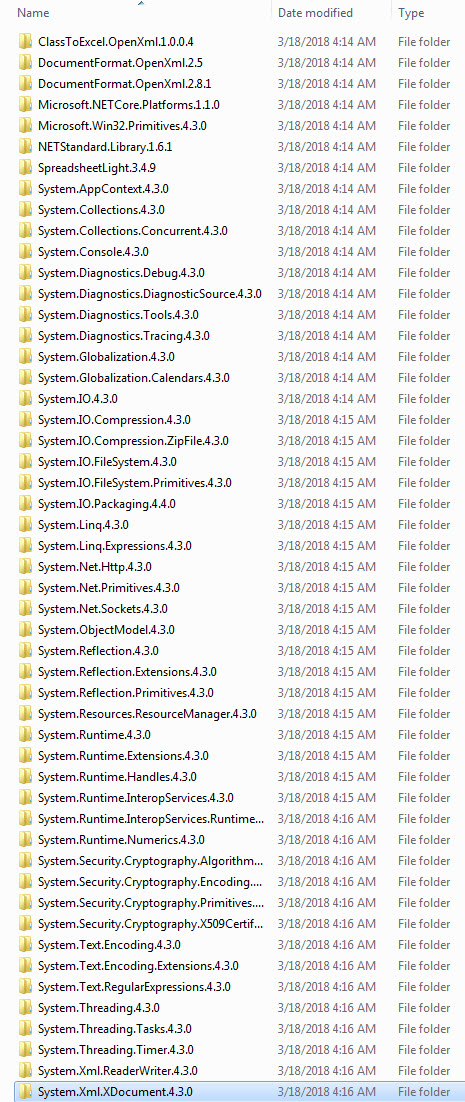 Name Date modified Type
ClassToExcel.OpenXml.1.0.0.4 3/18/2018 4:14 AM File folder
DocumentFormat.OpenXml.2.5 3/18/2018 4:14 AM File folder
DocumentFormat.OpenXml.2.8.1 3/18/2018 4:14 AM File folder
Microsoft.NETCore.Platforms.1.1.0 3/18/2018 4:14 AM File folder
Microsoft.Win32.Primitives.4.3.0 3/18/2018 4:14 AM File folder
NETStandard.Library.1.6.1 3/18/2018 4:14 AM File folder
SpreadsheetLight.3.4.9 3/18/2018 4:14 AM File folder
System.AppContext.4.3.0 3/18/2018 4:14 AM File folder
System.Collections.4.3.0 3/18/2018 4:14 AM File folder
System.Collections.Concurrent.4.3.0 3/18/2018 4:14 AM File folder
System.Console.4.3.0 3/18/2018 4:14 AM File folder
System.Diagnostics.Debug.4.3.0 3/18/2018 4:14 AM File folder
System.Diagnostics.DiagnosticSource.4.3.0 3/18/2018 4:14 AM File folder
System.Diagnostics.Tools.4.3.0 3/18/2018 4:14 AM File folder
System.Diagnostics.Tracing.4.3.0 3/18/2018 4:14 AM File folder
System.Globalization.4.3.0 3/18/2018 4:14 AM File folder
System.Globalization.Calendars.4.3.0 3/18/2018 4:14 AM File folder
System.IO.4.3.0 3/18/2018 4:14 AM File folder
System.IO.Compression.4.3.0 3/18/2018 4:15 AM File folder
System.IO.Compression.ZipFile.4.3.0 3/18/2018 4:15 AM File folder
System.IO.FileSystem.4.3.0 3/18/2018 4:15 AM File folder
System.IO.FileSystem.Primitives.4.3.0 3/18/2018 4:15 AM File folder
System.IO.Packaging.4.4.0 3/18/2018 4:15 AM File folder
System.Linq.4.3.0 3/18/2018 4:15 AM File folder
System.Linq.Expressions.4.3.0 3/18/2018 4:15 AM File folder
System.Net.Http.4.3.0 3/18/2018 4:15 AM File folder
System.Net.Primitives.4.3.0 3/18/2018 4:15 AM File folder
System.Net.Sockets.4.3.0 3/18/2018 4:15 AM File folder
System.ObjectModel.4.3.0 3/18/2018 4:15 AM File folder
System.Reflection.4.3.0 3/18/2018 4:15 AM File folder
System.Reflection.Extensions.4.3.0 3/18/2018 4:15 AM File folder
System.Reflection.Primitives.4.3.0 3/18/2018 4:15 AM File folder
System.Resources.ResourceManager.4.3.0 3/18/2018 4:15 AM File folder
System.Runtime.4.3.0 3/18/2018 4:15 AM File folder
System.Runtime.Extensions.4.3.0 3/18/2018 4:15 AM File folder
System.Runtime.Handles.4.3.0 3/18/2018 4:15 AM File folder
System.Runtime.InteropServices.4.3.0 3/18/2018 4:15 AM File folder
System.Runtime.InteropServices.Runtime... 3/18/2018 4:16 AM File folder
System.Runtime.Numerics.4.3.0 3/18/2018 4:16 AM File folder
System.Security.Cryptography.Algorithm... 3/18/2018 4:16 AM File folder
System.Security.Cryptography.Encoding.... 3/18/2018 4:16 AM File folder
System.Security.Cryptography.Primitives.... 3/18/2018 4:16 AM File folder
System.Security.Cryptography.X509Certif... 3/18/2018 4:16 AM File folder
System.Text.Encoding.4.3.0 3/18/2018 4:16 AM File folder
System.Text.Encoding.Extensions.4.3.0 3/18/2018 4:16 AM File folder
System.Text.RegularExpressions.4.3.0 3/18/2018 4:16 AM File folder
System.Threading.4.3.0 3/18/2018 4:16 AM File folder
System.Threading.Tasks.4.3.0 3/18/2018 4:16 AM File folder
System.Threading.Timer.4.3.0 3/18/2018 4:16 AM File folder
System.Xml.ReaderWriter.4.3.0 3/18/2018 4:16 AM File folder
System.Xml.XDocument.4.3.0 3/18/2018 4:16 AM File folder